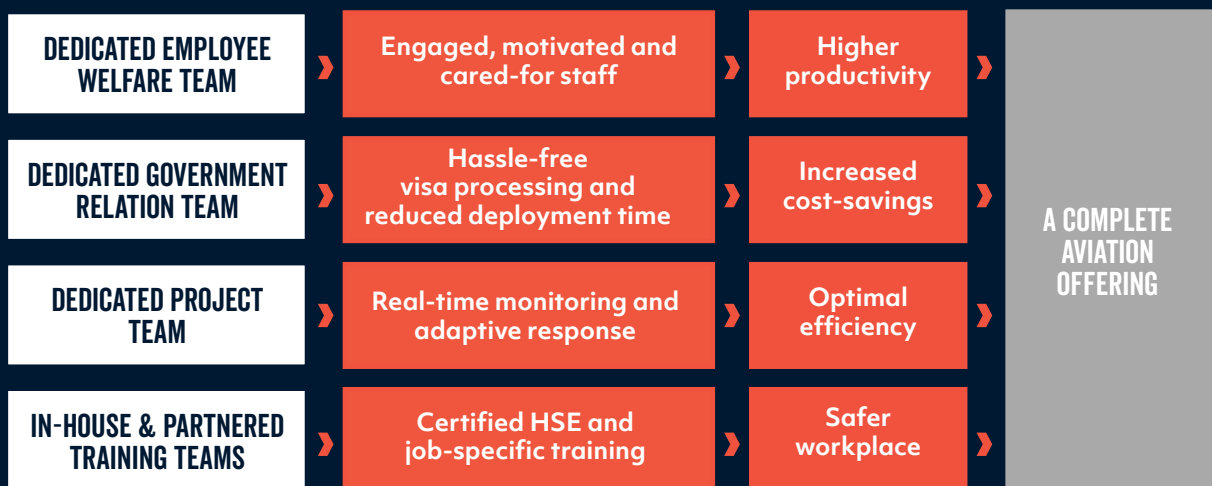 DEDICATED EMPLOYEE
WELFARE TEAM
Engaged, motivated and
cared-for staff
Higher
productivity
DEDICATED GOVERNMENT
RELATION TEAM
Hassle-free
visa processing and
reduced deployment time
Increased
cost-savings
DEDICATED PROJECT
TEAM
Real-time monitoring and
adaptive response
Optimal
efficiency
IN-HOUSE & PARTNERED
TRAINING TEAMS
Certified HSE and
job-specific training
Safer
workplace
A COMPLETE
AVIATION
OFFERING